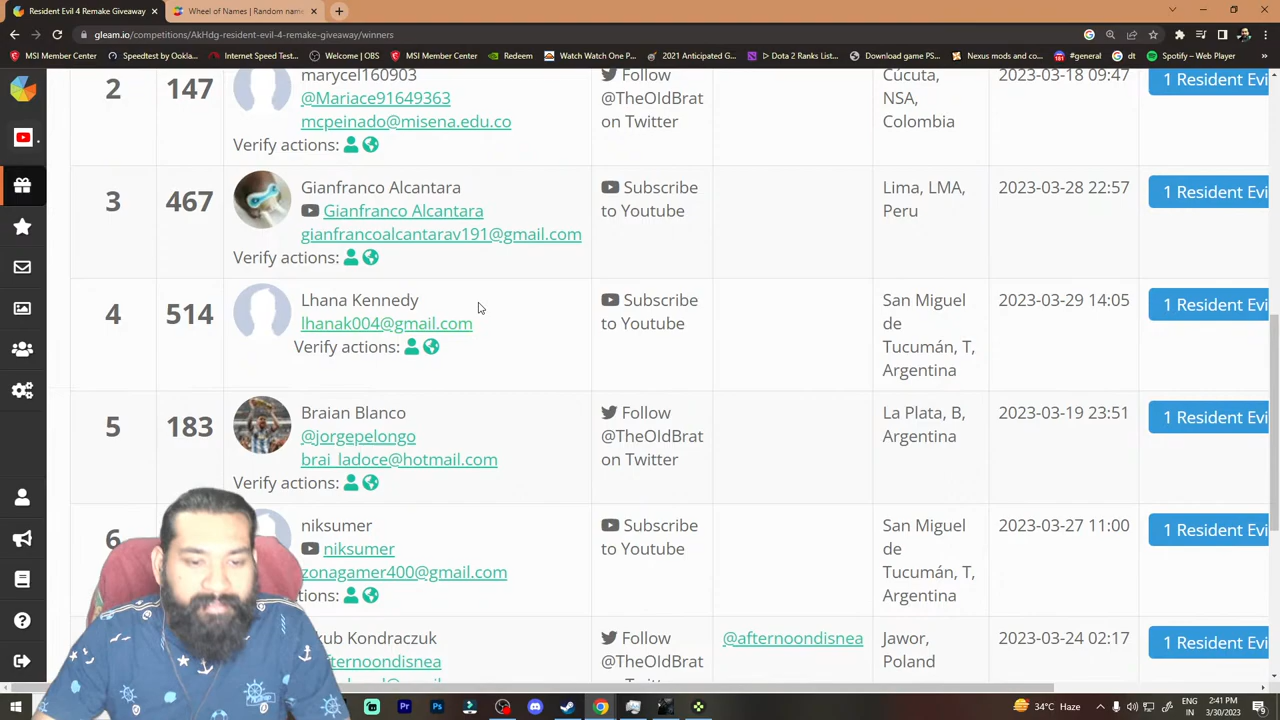 Resident Evil 4 Remake Giveaway
Wheel of Names | Random nam
gleam.io/competitions/AkHdg-resident-evil-4-remake-giveaway/winners
MSI Member Center
Speedtest by Ookla...
Internet Speed Test...
Welcome | OBS
MSI Member Center
Redeem
Watch Watch One P...
2021 Anticipated G...
▷ Dota 2 Ranks List...
Download game PS...
Nexus mods and co...
#general
dt
Spotify – Web Player
2
147
marycel160903
@Mariace91649363
mcpeinado@misena.edu.co
Verify actions:
Follow
@TheOldBrat
on Twitter
Cúcuta,
NSA,
Colombia
2023-03-18 09:47
1 Resident Evi
3
467
Gianfranco Alcantara
Gianfranco Alcantara
gianfrancoalcantarav191@gmail.com
Verify actions:
Subscribe
to Youtube
Lima, LMA,
Peru
2023-03-28 22:57
1 Resident Evi
4
514
Lhana Kennedy
lhanak004@gmail.com
Verify actions:
Subscribe
to Youtube
San Miguel
de
Tucumán, T,
Argentina
2023-03-29 14:05
1 Resident Evi
5
183
Braian Blanco
@jorgepelongo
brai_ladoce@hotmail.com
Verify actions:
Follow
@TheOldBrat
on Twitter
La Plata, B,
Argentina
2023-03-19 23:51
1 Resident Evi
6
niksumer
niksumer
zonagamer400@gmail.com
tions:
Subscribe
to Youtube
San Miguel
de
Tucumán, T,
Argentina
2023-03-27 11:00
1 Resident Evi
kub Kondraczuk
fternoondisnea
Follow
@TheOldBrat
@afternoondisnea
Jawor,
Poland
2023-03-24 02:17
1 Resident Evi
34°C Haze
ENG
IN
2:41 PM
3/30/2023